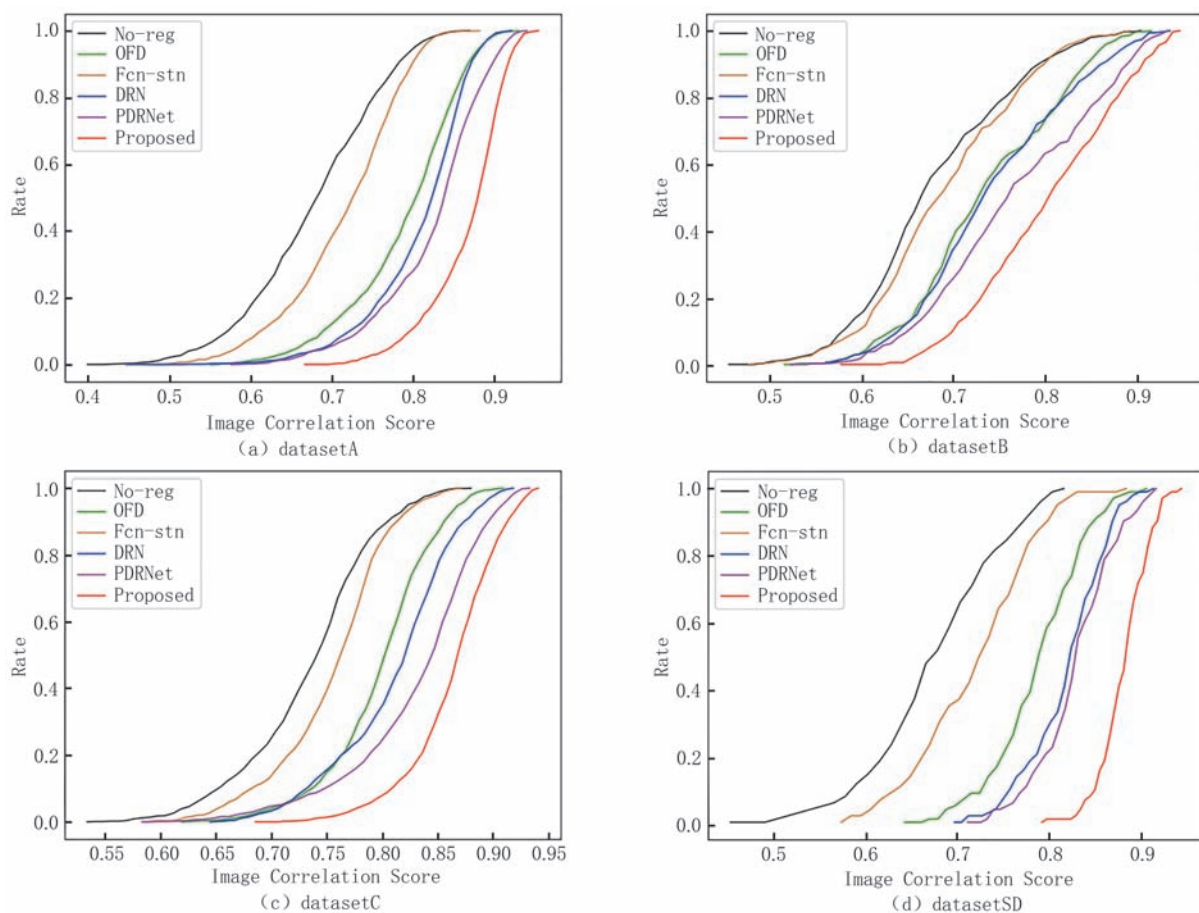 1.0
0.8
0.6
0.4
0.2
0.0
Rate
No-reg
OFD
Fcn-stn
DRN
PDRNet
Proposed
0.4 0.5 0.6 0.7 0.8 0.9
Image Correlation Score
(a) datasetA
1.0
0.8
0.6
0.4
0.2
0.0
Rate
No-reg
OFD
Fcn-stn
DRN
PDRNet
Proposed
0.5 0.6 0.7 0.8 0.9
Image Correlation Score
(b) datasetB
1.0
0.8
0.6
0.4
0.2
0.0
Rate
No-reg
OFD
Fcn-stn
DRN
PDRNet
Proposed
0.55 0.60 0.65 0.70 0.75 0.80 0.85 0.90 0.95
Image Correlation Score
(c) datasetC
1.0
0.8
0.6
0.4
0.2
0.0
Rate
No-reg
OFD
Fcn-stn
DRN
PDRNet
Proposed
0.5 0.6 0.7 0.8 0.9
Image Correlation Score
(d) datasetSD